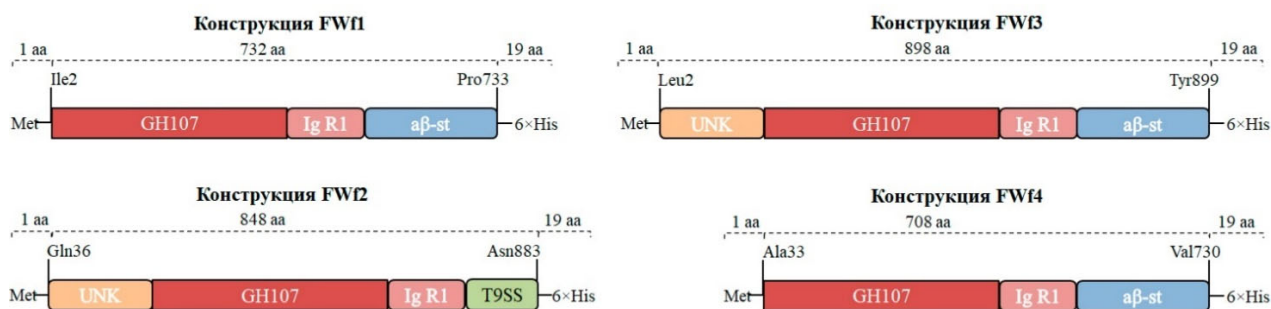 Конструкция FWf1
1 aa 732 aa 19 aa
Ile2 Pro733
Met GH107 Ig R1 aβ-st 6×His
Конструкция FWf3
1 aa 898 aa 19 aa
Leu2 Tyr899
Met UNK GH107 Ig R1 aβ-st 6×His
Конструкция FWf2
1 aa 848 aa 19 aa
Gln36 Asn883
Met UNK GH107 Ig R1 T9SS 6×His
Конструкция FWf4
1 aa 708 aa 19 aa
Ala33 Val730
Met GH107 Ig R1 aβ-st 6×His